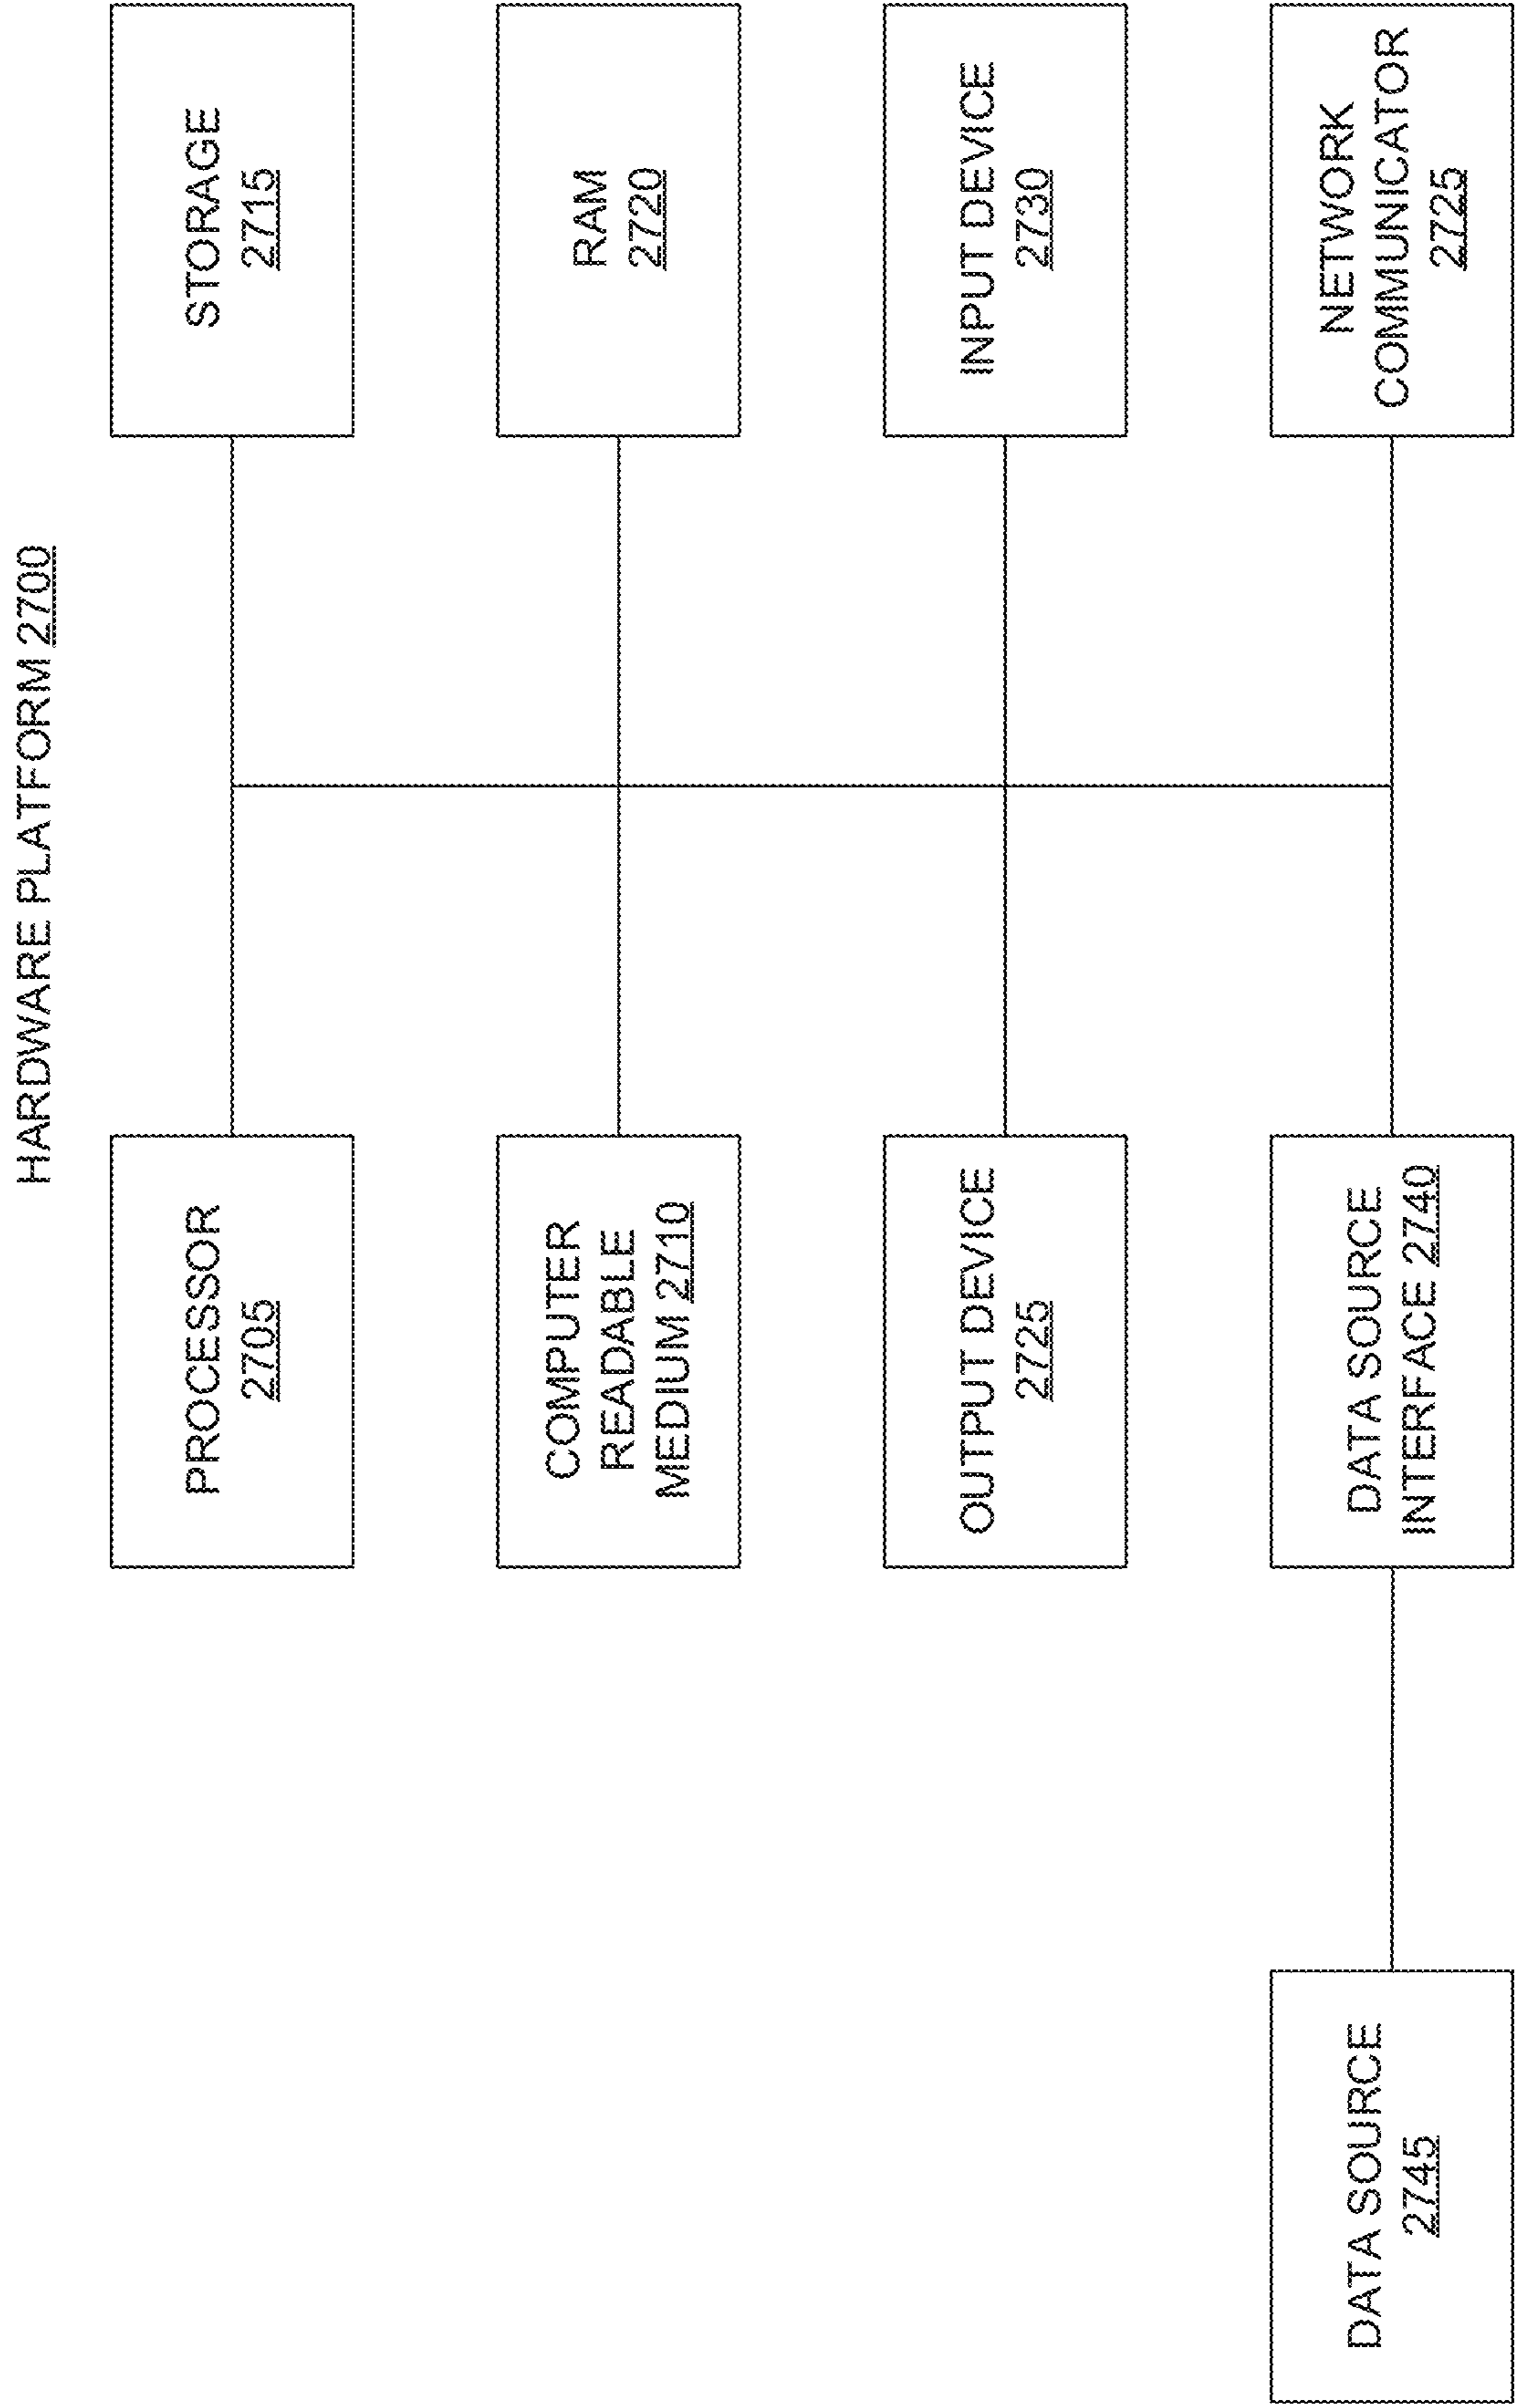 HARDWARE PLATFORM 2700
PROCESSOR
2705
STORAGE
2715
COMPUTER
READABLE
MEDIUM 2710
RAM
2720
OUTPUT DEVICE
2725
INPUT DEVICE
2730
DATA SOURCE
2745
DATA SOURCE
INTERFACE 2740
NETWORK
COMMUNICATOR
2725